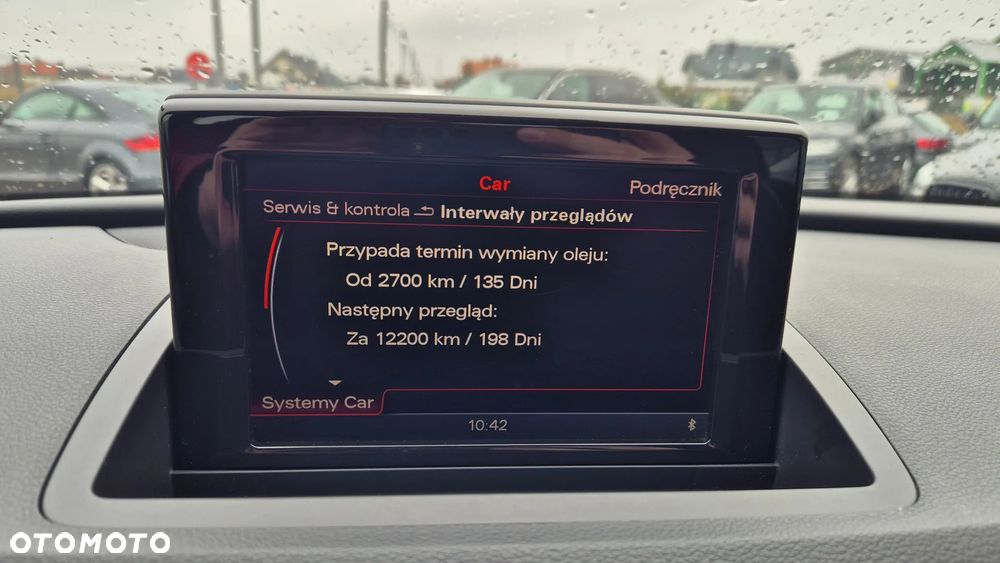 Car
Podręcznik
Serwis & kontrola Interwały przeglądów
Przypada termin wymiany oleju:
Od 2700 km / 135 Dni
Następny przegląd:
Za 12200 km / 198 Dni
Systemy Car
10:42
OTOMOTO